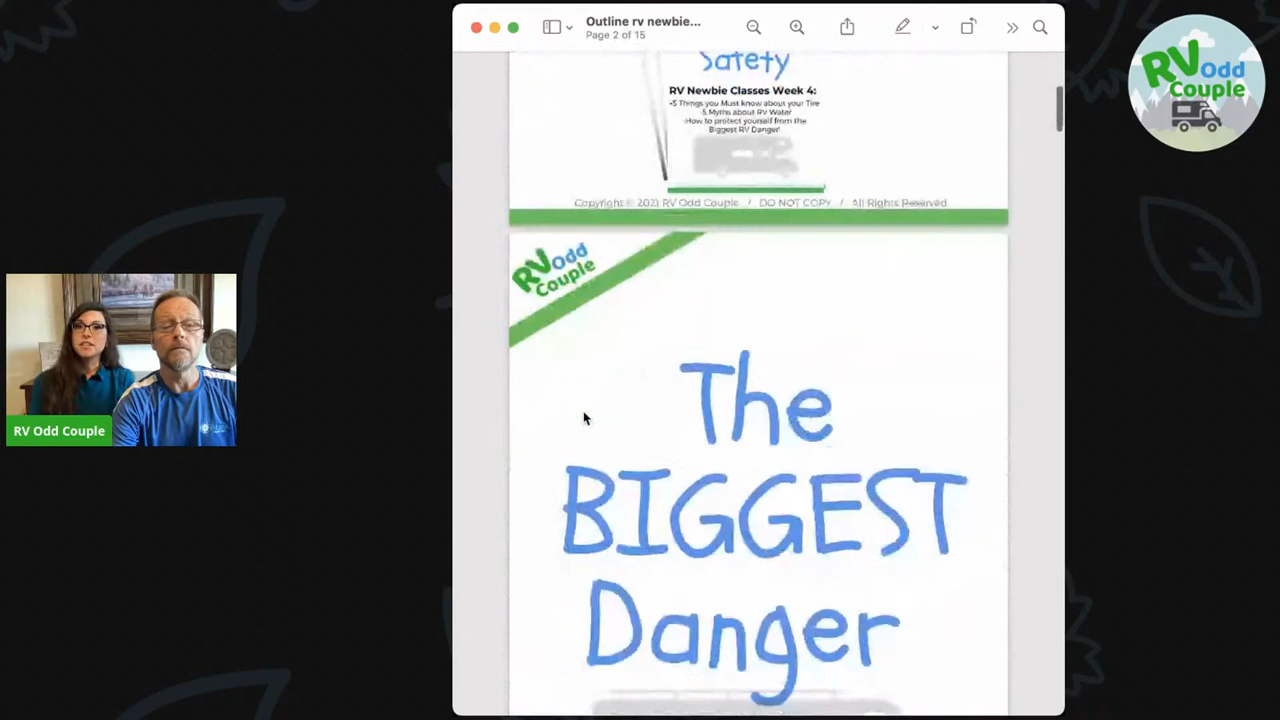 Outline rv newbie...
Page 2 of 15
Safety
RV Newbie Classes Week 4:
-5 Things you Must know about your Tire
5 Myths about RV Water
-How to protect yourself from the
Biggest RV Danger!
Copyright © 2021 RV Odd Couple / DO NOT COPY / All Rights Reserved
RV Odd
Couple
The
BIGGEST
Danger
RV Odd Couple
RV Odd
Couple